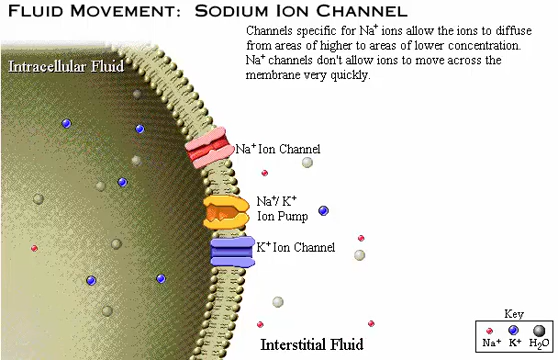 Fluid Movement: Sodium Ion Channel
Channels specific for Na⁺ ions allow the ions to diffuse
from areas of higher to areas of lower concentration.
Na⁺ channels don't allow ions to move across the
membrane very quickly.
Intracellular Fluid
Na⁺ Ion Channel
Na⁺/ K⁺
Ion Pump
K⁺ Ion Channel
Interstitial Fluid
Key
Na⁺ K⁺ H₂O